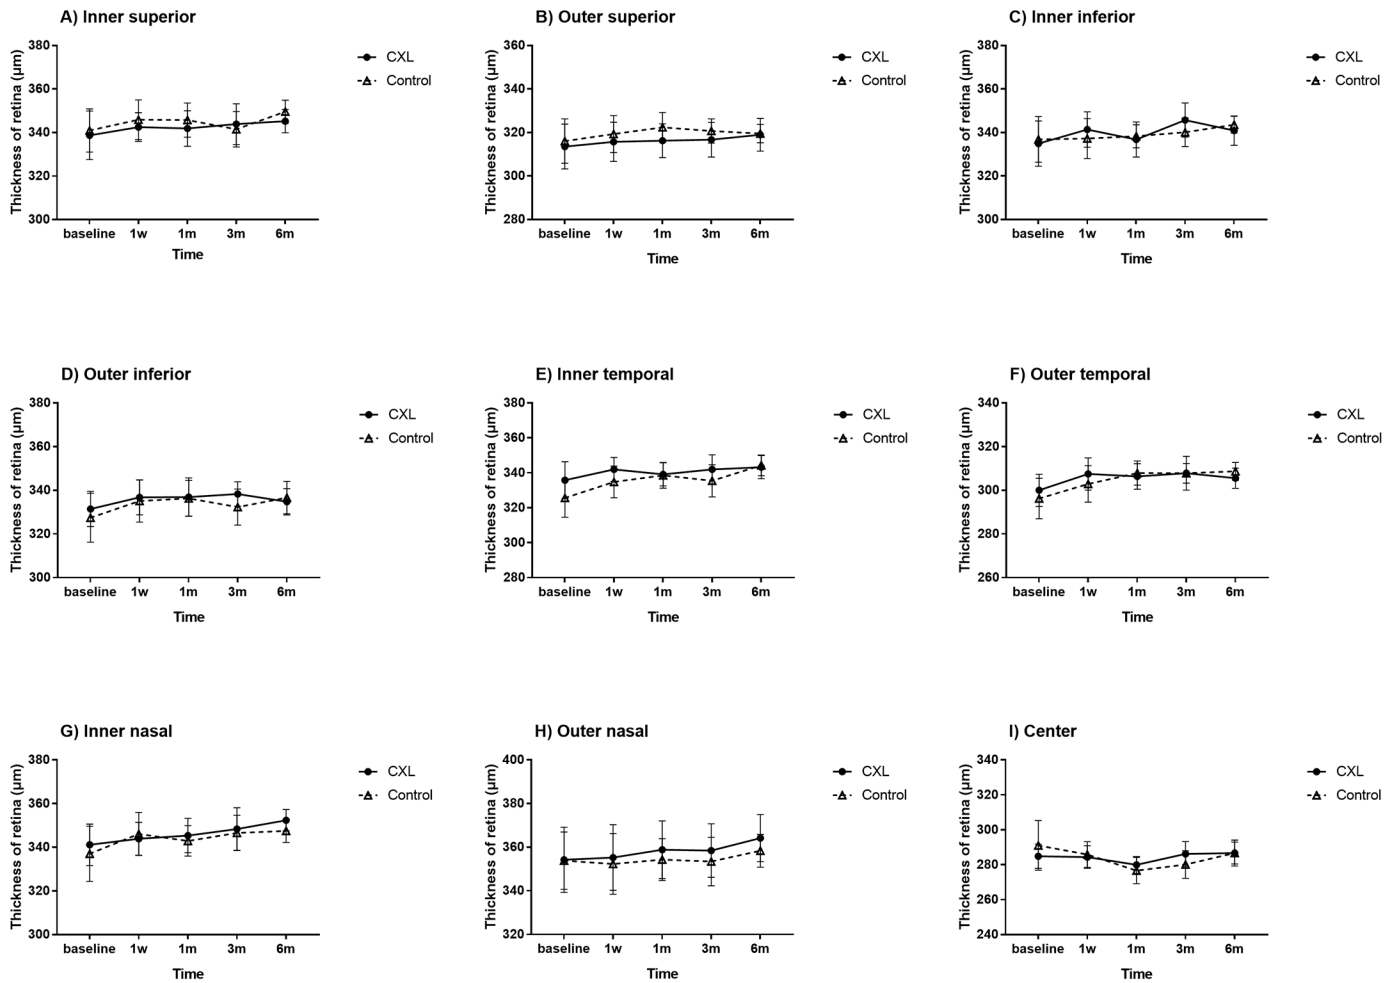 A) Inner superior
Thickness of retina (μm)
380
360
340
320
300
baseline 1w 1m 3m 6m
Time
CXL
Control
B) Outer superior
Thickness of retina (μm)
360
340
320
300
280
baseline 1w 1m 3m 6m
Time
CXL
Control
C) Inner inferior
Thickness of retina (μm)
380
360
340
320
300
baseline 1w 1m 3m 6m
Time
CXL
Control
D) Outer inferior
Thickness of retina (μm)
380
360
340
320
300
baseline 1w 1m 3m 6m
Time
CXL
Control
E) Inner temporal
Thickness of retina (μm)
380
360
340
320
300
280
baseline 1w 1m 3m 6m
Time
CXL
Control
F) Outer temporal
Thickness of retina (μm)
340
320
300
280
260
baseline 1w 1m 3m 6m
Time
CXL
Control
G) Inner nasal
Thickness of retina (μm)
380
360
340
320
300
baseline 1w 1m 3m 6m
Time
CXL
Control
H) Outer nasal
Thickness of retina (μm)
400
380
360
340
320
baseline 1w 1m 3m 6m
Time
CXL
Control
I) Center
Thickness of retina (μm)
340
320
300
280
260
240
baseline 1w 1m 3m 6m
Time
CXL
Control